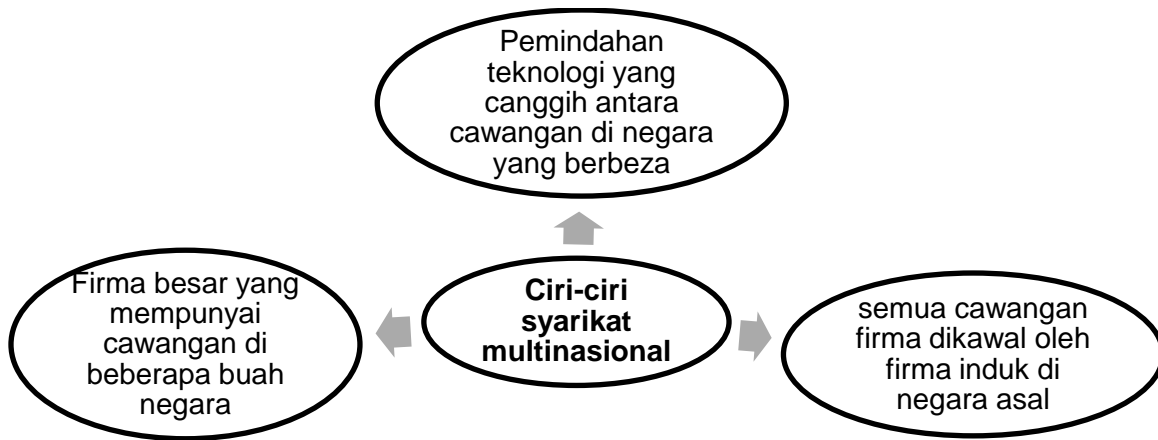 Pemindahan
teknologi yang
canggih antara
cawangan di negara
yang berbeza
Firma besar yang
mempunyai
cawangan di
beberapa buah
negara
Ciri-ciri
syarikat
multinasional
semua cawangan
firma dikawal oleh
firma induk di
negara asal